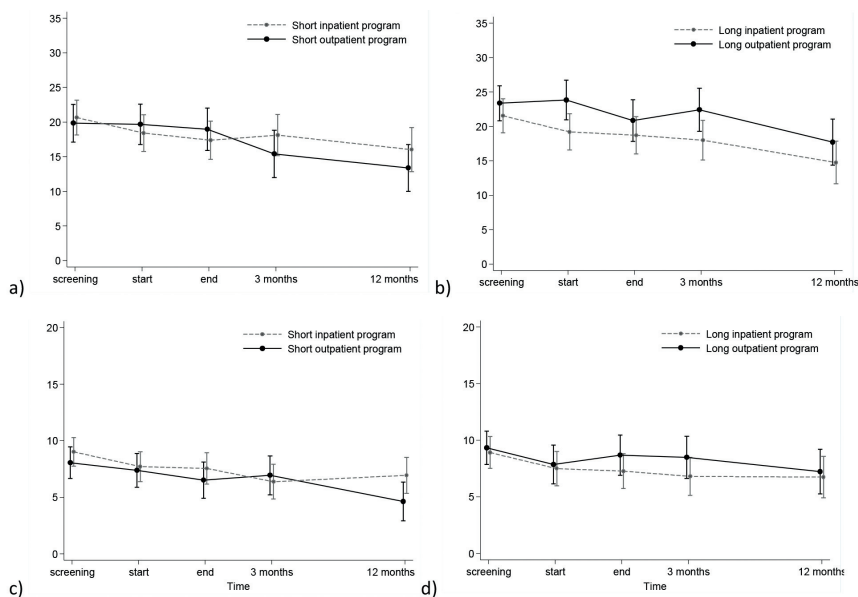 35
30
25
20
15
10
5
0
Short inpatient program
Short outpatient program
screening start end 3 months 12 months
a)
35
30
25
20
15
10
5
0
Long inpatient program
Long outpatient program
screening start end 3 months 12 months
b)
20
15
10
5
0
Short inpatient program
Short outpatient program
screening start end 3 months 12 months
Time
c)
20
15
10
5
0
Long inpatient program
Long outpatient program
screening start end 3 months 12 months
Time
d)